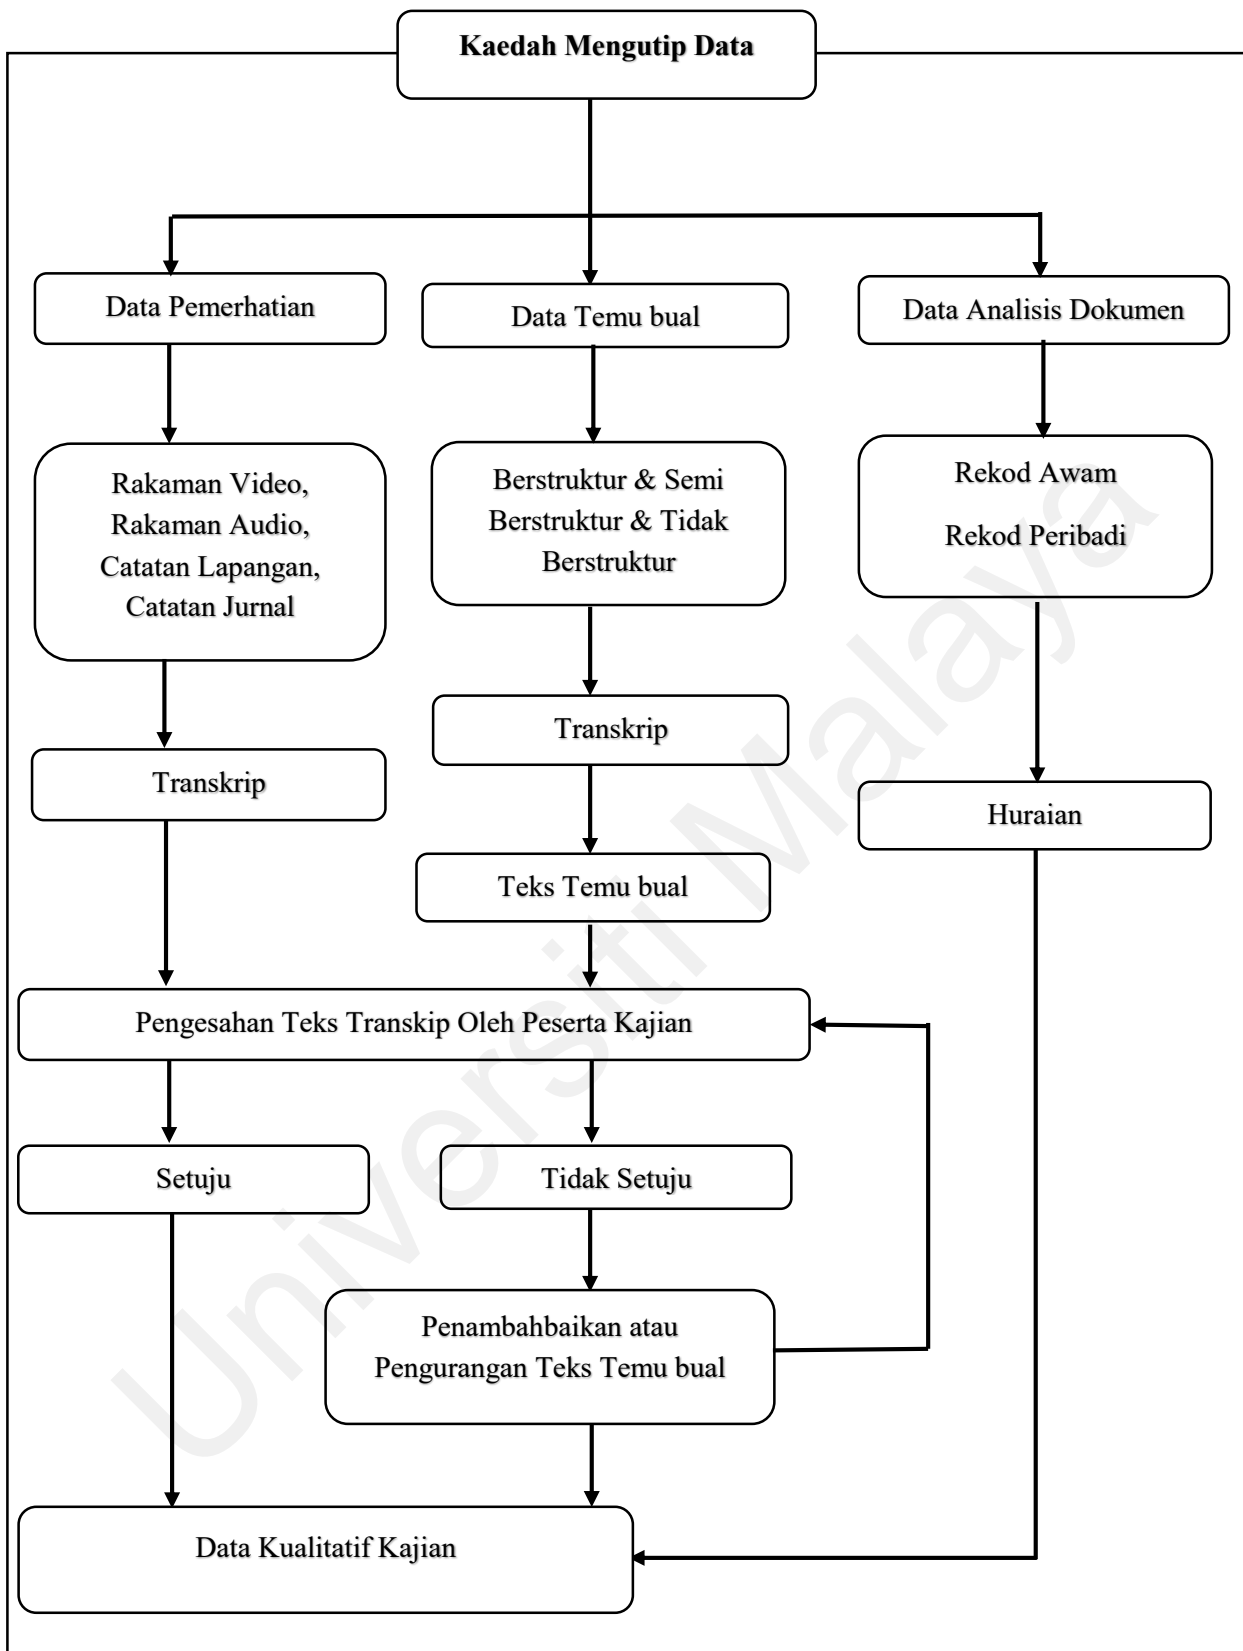 Kaedah Mengutip Data
Data Pemerhatian
Data Temu bual
Data Analisis Dokumen
Rakaman Video,
Rakaman Audio,
Catatan Lapangan,
Catatan Jurnal
Berstruktur & Semi
Berstruktur & Tidak
Berstruktur
Rekod Awam
Rekod Peribadi
Transkrip
Transkrip
Huraian
Teks Temu bual
Pengesahan Teks Transkip Oleh Peserta Kajian
Setuju
Tidak Setuju
Penambahbaikan atau
Pengurangan Teks Temu bual
Data Kualitatif Kajian
Universiti Malaya